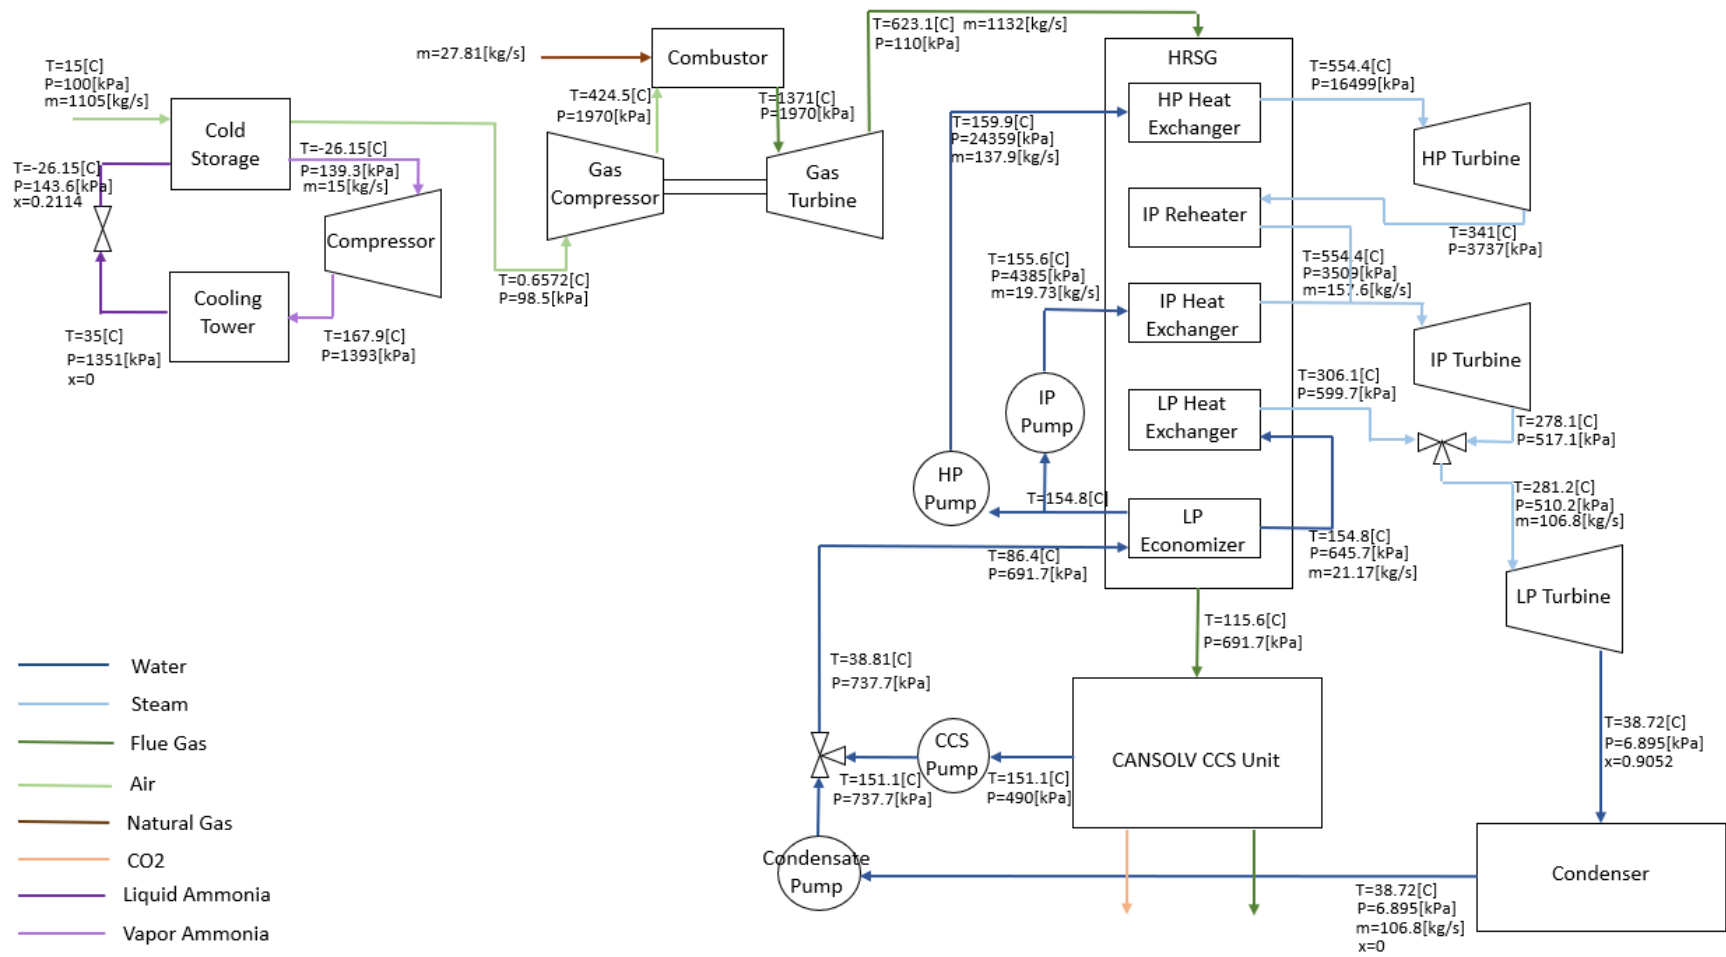 T=15[C]
P=100[kPa]
m=1105[kg/s]
Cold
Storage
T=-26.15[C]
P=143.6[kPa]
x=0.2114
T=-26.15[C]
P=139.3[kPa]
m=15[kg/s]
Compressor
Cooling
Tower
T=35[C]
P=1351[kPa]
x=0
T=167.9[C]
P=1393[kPa]
m=27.81[kg/s]
Combustor
T=424.5[C]
P=1970[kPa]
T=1371[C]
P=1970[kPa]
Gas
Compressor
Gas
Turbine
T=0.6572[C]
P=98.5[kPa]
T=623.1[C] m=1132[kg/s]
P=110[kPa]
HRSG
HP Heat
Exchanger
T=554.4[C]
P=16499[kPa]
HP Turbine
T=159.9[C]
P=24359[kPa]
m=137.9[kg/s]
IP Reheater
T=341[C]
P=3737[kPa]
T=155.6[C]
P=4385[kPa]
m=19.73[kg/s]
IP Heat
Exchanger
T=554.4[C]
P=3509[kPa]
m=157.6[kg/s]
IP Turbine
IP
Pump
LP Heat
Exchanger
T=306.1[C]
P=599.7[kPa]
T=278.1[C]
P=517.1[kPa]
HP
Pump
T=154.8[C]
LP
Economizer
T=281.2[C]
P=510.2[kPa]
m=106.8[kg/s]
T=86.4[C]
P=691.7[kPa]
T=154.8[C]
P=645.7[kPa]
m=21.17[kg/s]
LP Turbine
T=115.6[C]
P=691.7[kPa]
T=38.81[C]
P=737.7[kPa]
CCS
Pump
CANSOLV CCS Unit
T=151.1[C]
P=737.7[kPa]
T=151.1[C]
P=490[kPa]
T=38.72[C]
P=6.895[kPa]
x=0.9052
Condensate
Pump
Condenser
T=38.72[C]
P=6.895[kPa]
m=106.8[kg/s]
x=0
Water
Steam
Flue Gas
Air
Natural Gas
CO2
Liquid Ammonia
Vapor Ammonia